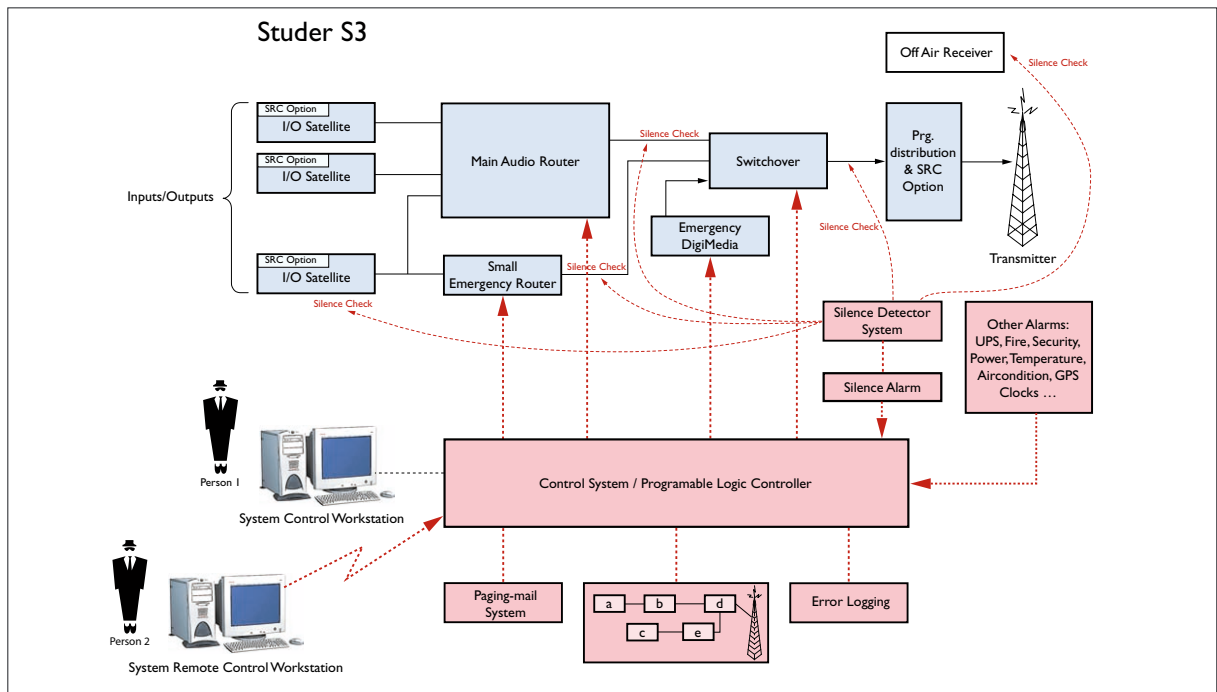 Studer S3
Off Air Receiver
Silence Check
SRC Option
I/O Satellite
SRC Option
I/O Satellite
Inputs/Outputs
SRC Option
I/O Satellite
Silence Check
Main Audio Router
Silence Check
Small
Emergency Router
Silence Check
Switchover
Emergency
DigiMedia
Prg.
distribution
& SRC
Option
Silence Check
Transmitter
Silence Detector
System
Silence Alarm
Other Alarms:
UPS, Fire, Security,
Power, Temperature,
Aircondition, GPS
Clocks ...
Person 1
System Control Workstation
Control System / Programable Logic Controller
Person 2
System Remote Control Workstation
Paging-mail
System
a
b
d
c
e
Error Logging